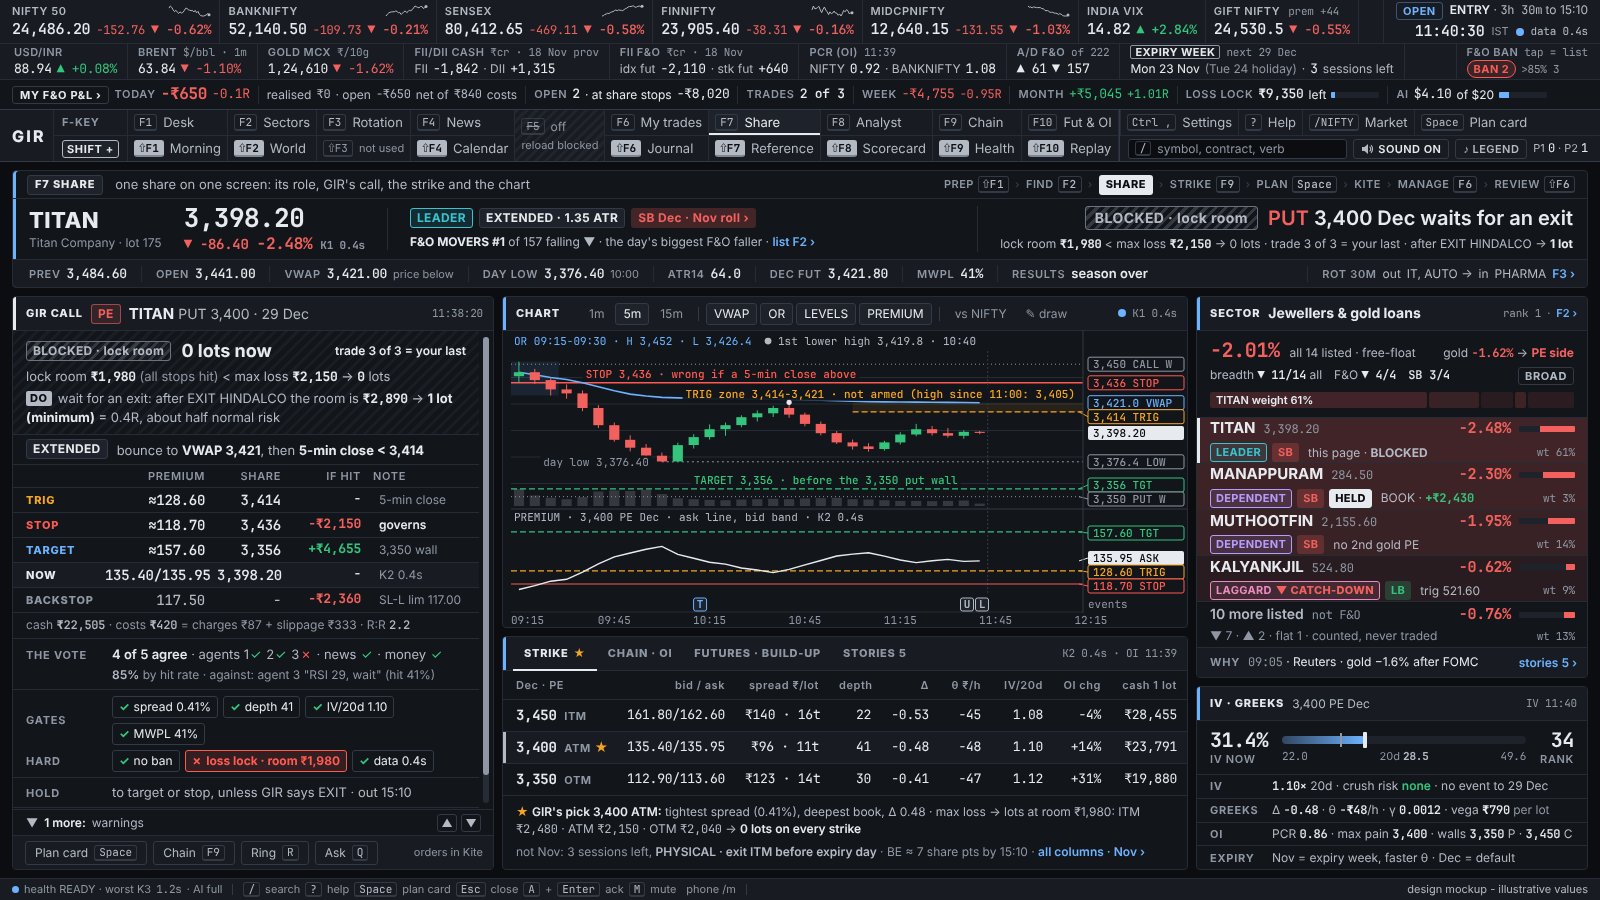 NIFTY 50
24,486.20 -152.76 ▼ -0.62%
BANKNIFTY
52,140.50 -109.73 ▼ -0.21%
SENSEX
80,412.65 -469.11 ▼ -0.58%
FINNIFTY
23,905.40 -38.31 ▼ -0.16%
MIDCPNIFTY
12,640.15 -131.55 ▼ -1.03%
INDIA VIX
14.82 ▲ +2.84%
GIFT NIFTY prem +44
24,530.5 ▼ -0.55%
OPEN ENTRY · 3h 30m to 15:10
11:40:30 IST ● data 0.4s
USD/INR
88.94 ▲ +0.08%
BRENT $/bbl · 1m
63.84 ▼ -1.10%
GOLD MCX ₹/10g
1,24,610 ▼ -1.62%
FII/DII CASH ₹cr · 18 Nov prov
FII -1,842 · DII +1,315
FII F&O ₹cr · 18 Nov
idx fut -2,110 · stk fut +640
PCR (OI) 11:39
NIFTY 0.92 · BANKNIFTY 1.08
A/D F&O of 222
▲ 61 ▼ 157
EXPIRY WEEK next 29 Dec
Mon 23 Nov (Tue 24 holiday) · 3 sessions left
F&O BAN tap = list
BAN 2 >85% 3
MY F&O P&L › TODAY -₹650 -0.1R realised ₹0 · open -₹650 net of ₹840 costs OPEN 2 · at share stops -₹8,020 TRADES 2 of 3 WEEK -₹4,755 -0.95R MONTH +₹5,045 +1.01R LOSS LOCK ₹9,350 left AI $4.10 of $20
GIR
F-KEY F1 Desk F2 Sectors F3 Rotation F4 News F5 off F6 My trades F7 Share F8 Analyst F9 Chain F10 Fut & OI Ctrl , Settings ? Help /NIFTY Market Space Plan card
SHIFT + ⇧F1 Morning ⇧F2 World ⇧F3 not used ⇧F4 Calendar reload blocked ⇧F6 Journal ⇧F7 Reference ⇧F8 Scorecard ⇧F9 Health ⇧F10 Replay / symbol, contract, verb SOUND ON ♪ LEGEND P1 0 · P2 1
F7 SHARE one share on one screen: its role, GIR's call, the strike and the chart
PREP ⇧F1 › FIND F2 › SHARE › STRIKE F9 › PLAN Space › KITE › MANAGE F6 › REVIEW ⇧F6
TITAN
Titan Company · lot 175
3,398.20
▼ -86.40 -2.48% K1 0.4s
LEADER EXTENDED · 1.35 ATR SB Dec · Nov roll ›
F&O MOVERS #1 of 157 falling ▼ · the day's biggest F&O faller · list F2 ›
BLOCKED · lock room PUT 3,400 Dec waits for an exit
lock room ₹1,980 < max loss ₹2,150 → 0 lots · trade 3 of 3 = your last · after EXIT HINDALCO → 1 lot
PREV 3,484.60 OPEN 3,441.00 VWAP 3,421.00 price below DAY LOW 3,376.40 10:00 ATR14 64.0 DEC FUT 3,421.80 MWPL 41% RESULTS season over ROT 30M out IT, AUTO → in PHARMA F3 ›
GIR CALL PE TITAN PUT 3,400 · 29 Dec 11:38:20
BLOCKED · lock room 0 lots now trade 3 of 3 = your last
lock room ₹1,980 (all stops hit) < max loss ₹2,150 → 0 lots
DO wait for an exit: after EXIT HINDALCO the room is ₹2,890 → 1 lot
(minimum) = 0.4R, about half normal risk
EXTENDED bounce to VWAP 3,421, then 5-min close < 3,414
PREMIUM SHARE IF HIT NOTE
TRIG ≈128.60 3,414 - 5-min close
STOP ≈118.70 3,436 -₹2,150 governs
TARGET ≈157.60 3,356 +₹4,655 3,350 wall
NOW 135.40/135.95 3,398.20 - K2 0.4s
BACKSTOP 117.50 - -₹2,360 SL-L lim 117.00
cash ₹22,505 · costs ₹420 = charges ₹87 + slippage ₹333 · R:R 2.2
THE VOTE 4 of 5 agree · agents 1✓ 2✓ 3✕ · news ✓ · money ✓
85% by hit rate · against: agent 3 "RSI 29, wait" (hit 41%)
GATES ✓ spread 0.41% ✓ depth 41 ✓ IV/20d 1.10
✓ MWPL 41%
HARD ✓ no ban ✕ loss lock · room ₹1,980 ✓ data 0.4s
HOLD to target or stop, unless GIR says EXIT · out 15:10
▼ 1 more: warnings ▲ ▼
Plan card Space Chain F9 Ring R Ask Q orders in Kite
CHART 1m 5m 15m VWAP OR LEVELS PREMIUM vs NIFTY ✎ draw ● K1 0.4s
OR 09:15-09:30 · H 3,452 · L 3,426.4 ● 1st lower high 3,419.8 · 10:40
3,450 CALL W
STOP 3,436 · wrong if a 5-min close above
3,436 STOP
TRIG zone 3,414-3,421 · not armed (high since 11:00: 3,405)
3,421.0 VWAP
3,414 TRIG
3,398.20
day low 3,376.40
3,376.4 LOW
TARGET 3,356 · before the 3,350 put wall
3,356 TGT
3,350 PUT W
PREMIUM · 3,400 PE Dec · ask line, bid band · K2 0.4s
157.60 TGT
135.95 ASK
128.60 TRIG
118.70 STOP
T U L events
09:15 09:45 10:15 10:45 11:15 11:45 12:15
STRIKE ★ CHAIN · OI FUTURES · BUILD-UP STORIES 5 K2 0.4s · OI 11:39
Dec · PE bid / ask spread ₹/lot depth Δ θ ₹/h IV/20d OI chg cash 1 lot
3,450 ITM 161.80/162.60 ₹140 · 16t 22 -0.53 -45 1.08 -4% ₹28,455
3,400 ATM ★ 135.40/135.95 ₹96 · 11t 41 -0.48 -48 1.10 +14% ₹23,791
3,350 OTM 112.90/113.60 ₹123 · 14t 30 -0.41 -47 1.12 +31% ₹19,880
★ GIR's pick 3,400 ATM: tightest spread (0.41%), deepest book, Δ 0.48 · max loss → lots at room ₹1,980: ITM
₹2,480 · ATM ₹2,150 · OTM ₹2,040 → 0 lots on every strike
not Nov: 3 sessions left, PHYSICAL · exit ITM before expiry day · BE ≈ 7 share pts by 15:10 · all columns · Nov ›
SECTOR Jewellers & gold loans rank 1 · F2 ›
-2.01% all 14 listed · free-float gold -1.62% → PE side
breadth ▼ 11/14 all F&O ▼ 4/4 SB 3/4 BROAD
TITAN weight 61%
TITAN 3,398.20 -2.48%
LEADER SB this page · BLOCKED wt 61%
MANAPPURAM 284.50 -2.30%
DEPENDENT SB HELD BOOK · +₹2,430 wt 3%
MUTHOOTFIN 2,155.60 -1.95%
DEPENDENT SB no 2nd gold PE wt 14%
KALYANKJIL 524.80 -0.62%
LAGGARD ▼ CATCH-DOWN LB trig 521.60 wt 9%
10 more listed not F&O -0.76%
▼ 7 · ▲ 2 · flat 1 · counted, never traded wt 13%
WHY 09:05 · Reuters · gold −1.6% after FOMC stories 5 ›
IV · GREEKS 3,400 PE Dec IV 11:40
31.4% 34
IV NOW 22.0 20d 28.5 49.6 RANK
IV 1.10× 20d · crush risk none · no event to 29 Dec
GREEKS Δ -0.48 · θ -₹48/h · γ 0.0012 · vega ₹790 per lot
OI PCR 0.86 · max pain 3,400 · walls 3,350 P · 3,450 C
EXPIRY Nov = expiry week, faster θ · Dec = default
● health READY · worst K3 1.2s · AI full / search ? help Space plan card Esc close A + Enter ack M mute phone /m design mockup - illustrative values